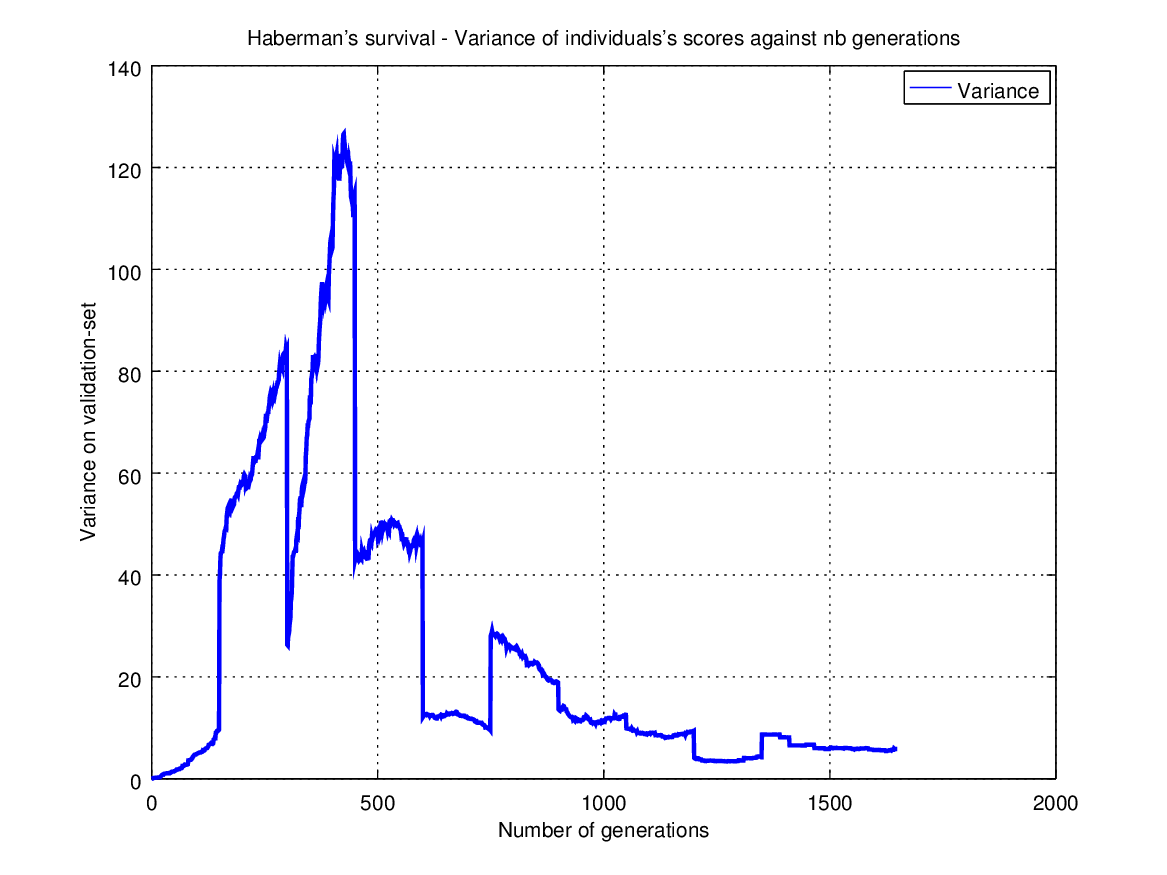 Haberman's survival - Variance of individuals's scores against nb generations
Variance
140
120
100
80
60
40
20
0
Variance on validation-set
0 500 1000 1500 2000
Number of generations